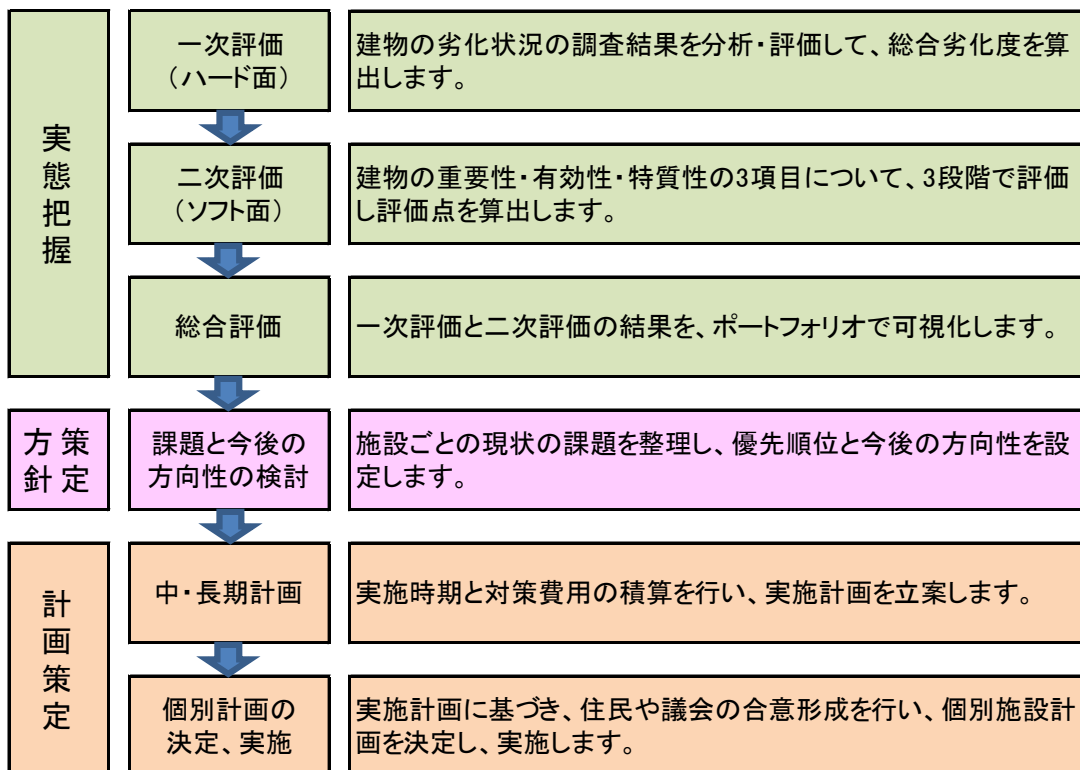 実態把握
一次評価
（ハード面）
建物の劣化状況の調査結果を分析・評価して、総合劣化度を算
出します。
二次評価
（ソフト面）
建物の重要性・有効性・特質性の3項目について、3段階で評価
し評価点を算出します。
総合評価
一次評価と二次評価の結果を、ポートフォリオで可視化します。
方策
針定
課題と今後の
方向性の検討
施設ごとの現状の課題を整理し、優先順位と今後の方向性を設
定します。
計画策定
中・長期計画
実施時期と対策費用の積算を行い、実施計画を立案します。
個別計画の
決定、実施
実施計画に基づき、住民や議会の合意形成を行い、個別施設計
画を決定し、実施します。